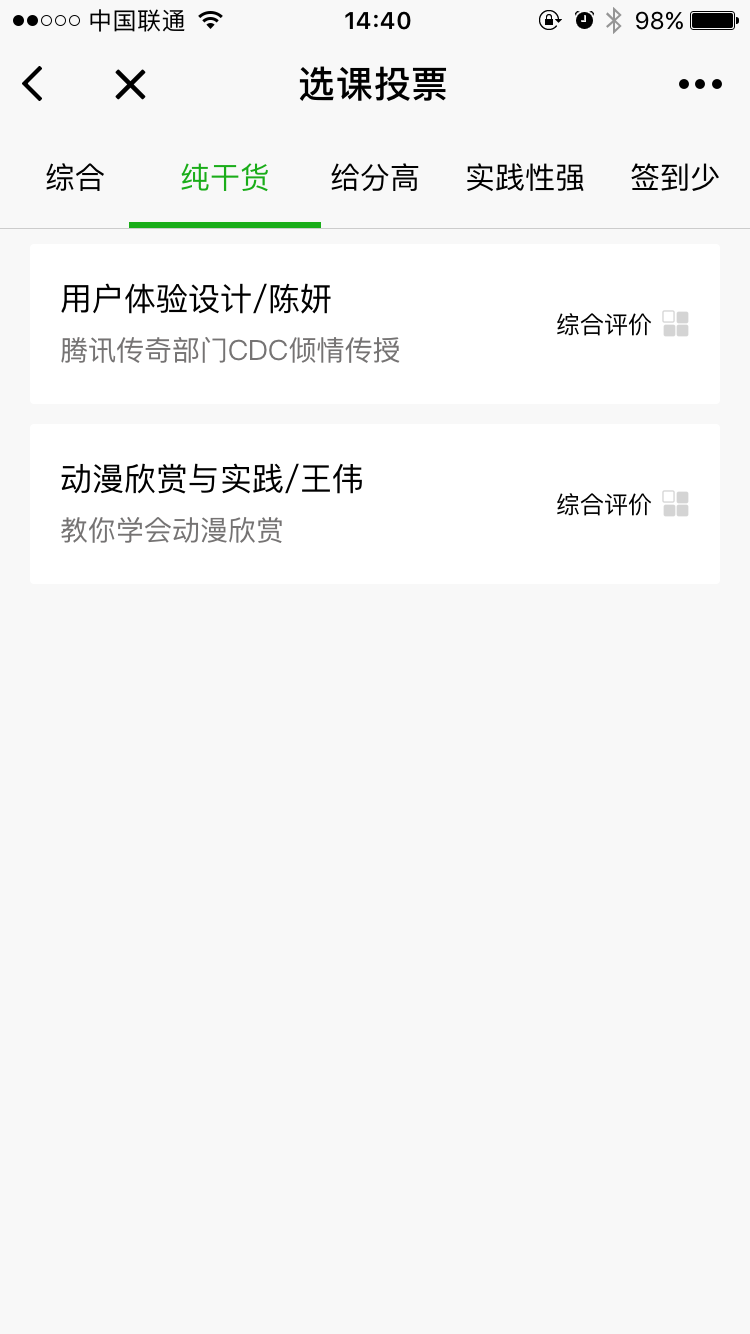 中国联通 14:40 98%
选课投票
综合 纯干货 给分高 实践性强 签到少
用户体验设计/陈妍
腾讯传奇部门CDC倾情传授
综合评价
动漫欣赏与实践/王伟
教你学会动漫欣赏
综合评价